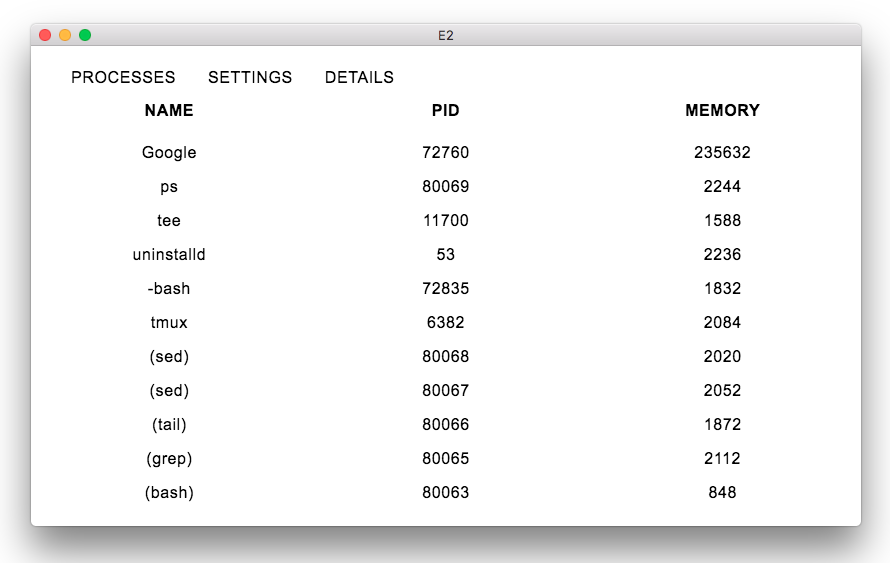 E2
PROCESSES SETTINGS DETAILS
NAME PID MEMORY
Google 72760 235632
ps 80069 2244
tee 11700 1588
uninstalld 53 2236
-bash 72835 1832
tmux 6382 2084
(sed) 80068 2020
(sed) 80067 2052
(tail) 80066 1872
(grep) 80065 2112
(bash) 80063 848